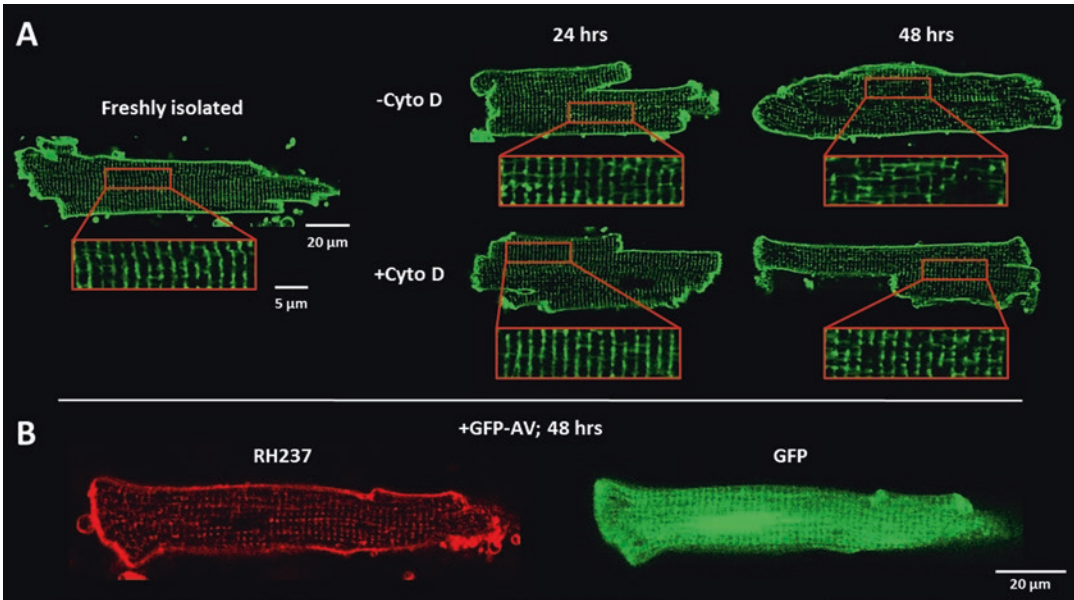 A
24 hrs
48 hrs
Freshly isolated
-Cyto D
20 µm
+Cyto D
5 µm
B
+GFP-AV; 48 hrs
RH237
GFP
20 µm